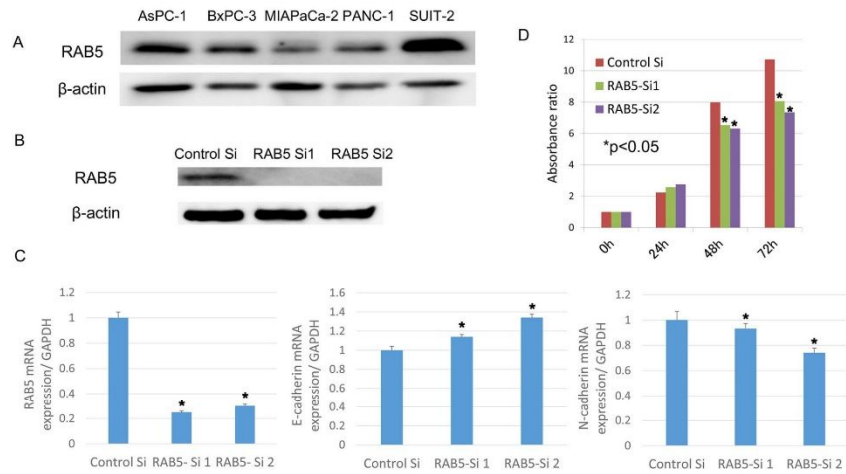 A
AsPC-1 BxPC-3 MIAPaCa-2 PANC-1 SUIT-2
RAB5
β-actin
B
Control Si RAB5 Si1 RAB5 Si2
RAB5
β-actin
D
Absorbance ratio
12
10
8
6
4
2
0
Control Si
RAB5-Si1
RAB5-Si2
*p<0.05
* *
*
*
0h 24h 48h 72h
C
RAB5 mRNA
expression/ GAPDH
1.2
1
0.8
0.6
0.4
0.2
0
* *
Control Si RAB5- Si 1 RAB5- Si 2
E-cadherin mRNA
expression/ GAPDH
1.6
1.4
1.2
1
0.8
0.6
0.4
0.2
0
*
*
Control Si RAB5-Si 1 RAB5-Si 2
N-cadherin mRNA
expression/ GAPDH
1.2
1
0.8
0.6
0.4
0.2
0
*
*
Control Si RAB5-Si 1 RAB5-Si 2